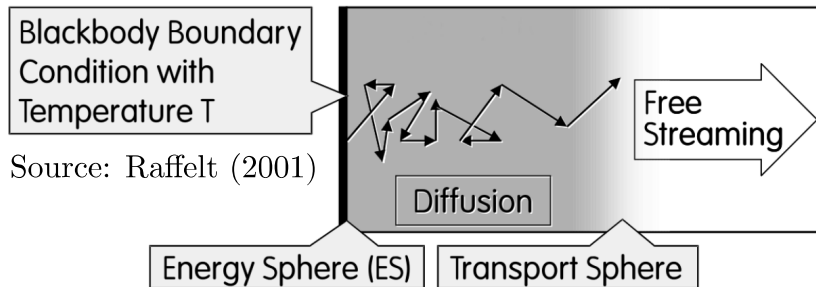 Blackbody Boundary
Condition with
Temperature T
Source: Raffelt (2001)
Free
Streaming
Diffusion
Energy Sphere (ES)
Transport Sphere